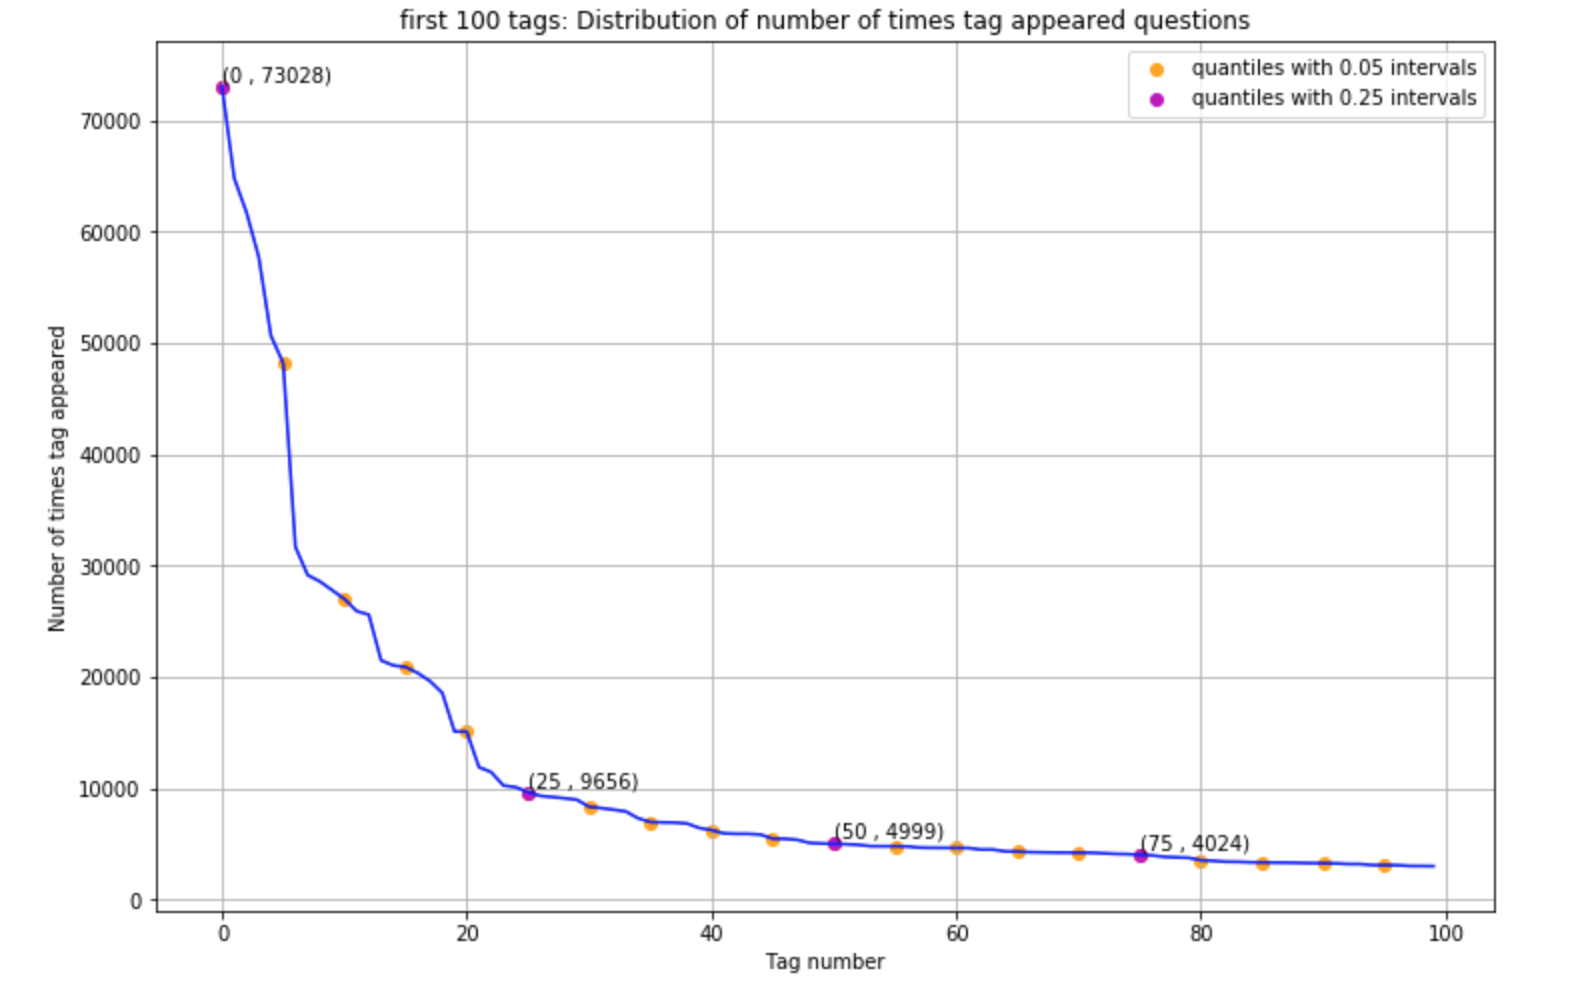 first 100 tags: Distribution of number of times tag appeared questions
quantiles with 0.05 intervals
quantiles with 0.25 intervals
(0 , 73028)
(25 , 9656)
(50 , 4999)
(75 , 4024)
Number of times tag appeared
70000
60000
50000
40000
30000
20000
10000
0
0 20 40 60 80 100
Tag number